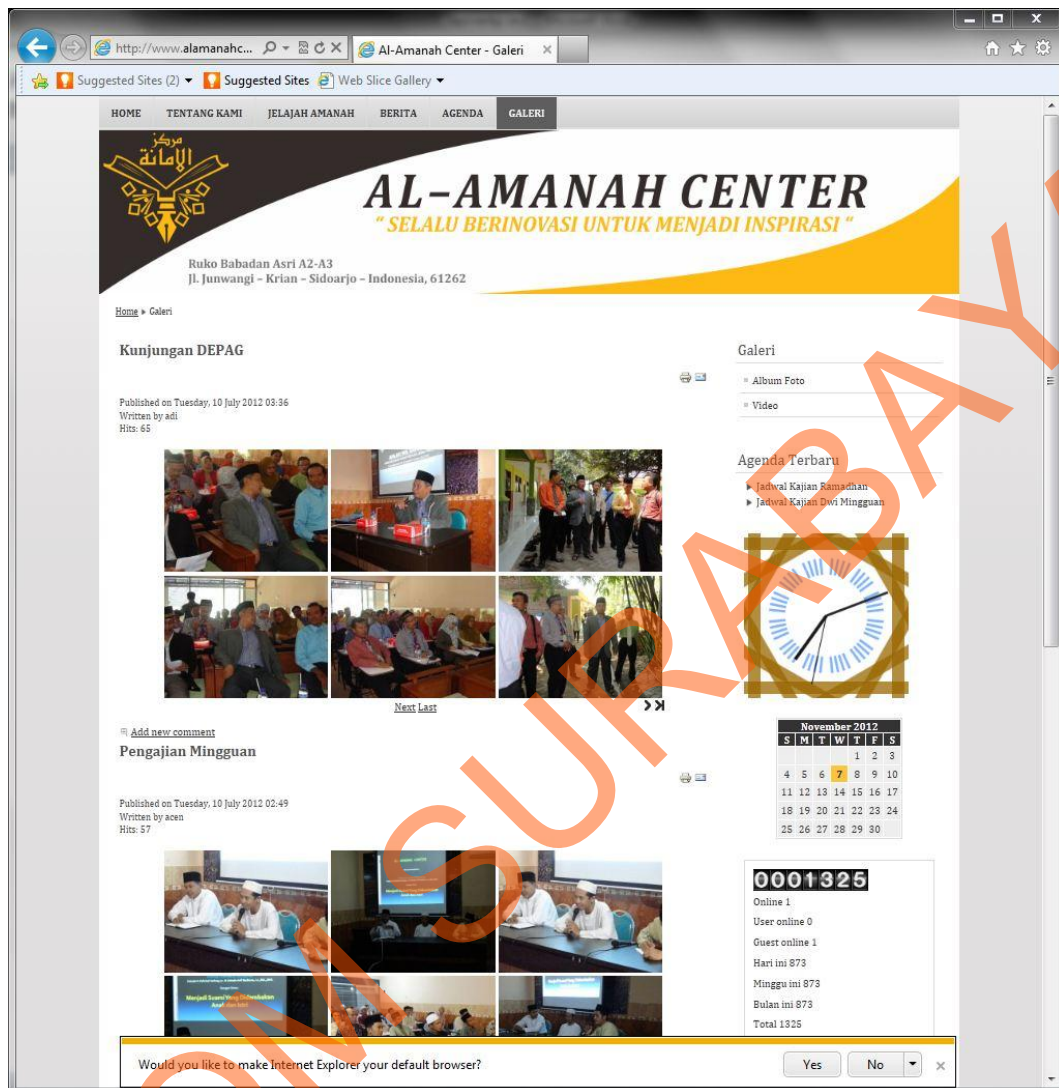 http://www.alamanahc...
Al-Amanah Center - Galeri
Suggested Sites (2)
Suggested Sites
Web Slice Gallery
HOME TENTANG KAMI JELAJAH AMANAH BERITA AGENDA GALERI
مركز
الأمانة
AL-AMANAH CENTER
“ SELALU BERINOVASI UNTUK MENJADI INSPIRASI “
Ruko Babadan Asri A2-A3
Jl. Junwangi – Krian – Sidoarjo – Indonesia, 61262
Home » Galeri
Kunjungan DEPAG
Published on Tuesday, 10 July 2012 03:36
Written by adi
Hits: 65
Next Last
Add new comment
Pengajian Mingguan
Published on Tuesday, 10 July 2012 02:49
Written by acen
Hits: 57
Menjadi Suami Yang Didambakan
Galeri
Album Foto
Video
Agenda Terbaru
Jadwal Kajian Ramadhan
Jadwal Kajian Dwi Mingguan
November 2012
S M T W T F S
1 2 3
4 5 6 7 8 9 10
11 12 13 14 15 16 17
18 19 20 21 22 23 24
25 26 27 28 29 30
0001325
Online 1
User online 0
Guest online 1
Hari ini 873
Minggu ini 873
Bulan ini 873
Total 1325
Would you like to make Internet Explorer your default browser?
Yes
No
OM SURABAY